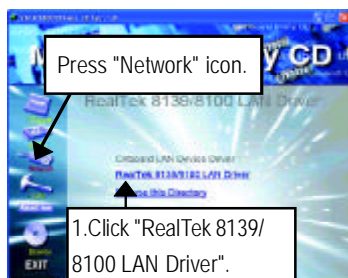 CD
Press "Network" icon.
RealTek 8139/8100 LAN Driver
Onboard LAN Device Driver
RealTek 8139/8100 LAN Driver
this Directory
1.Click "RealTek 8139/
8100 LAN Driver".
EXIT